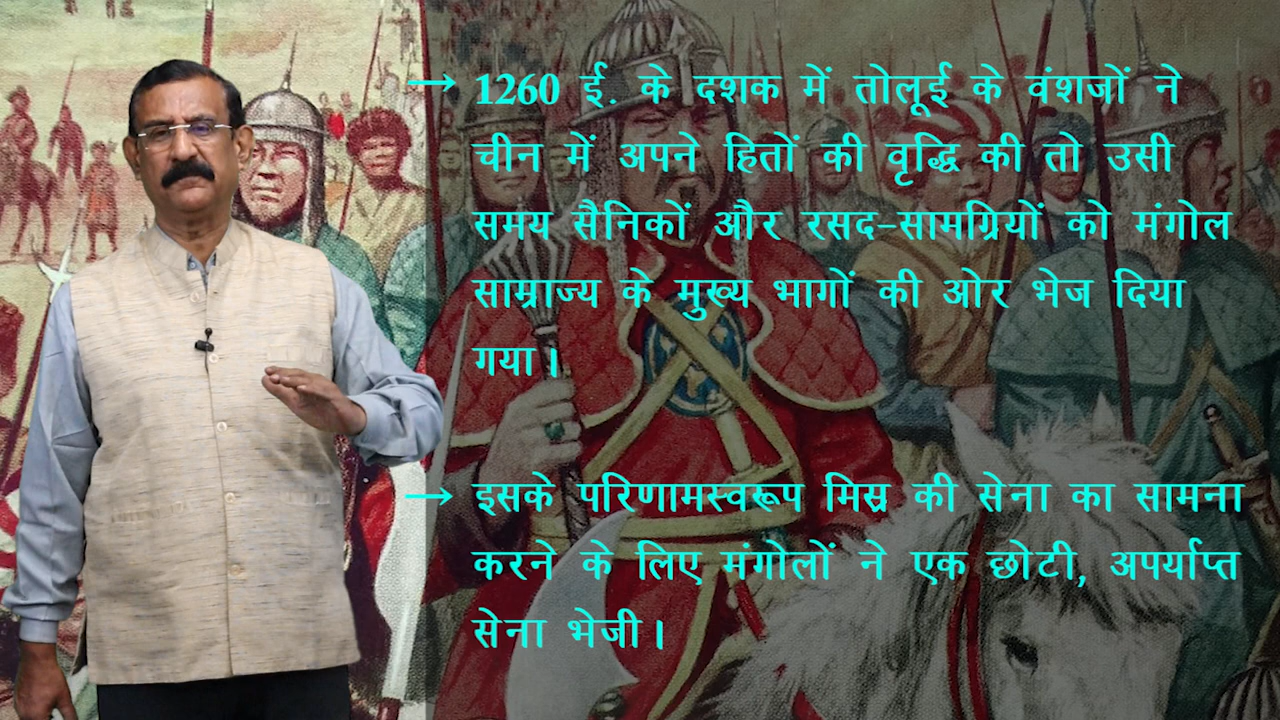 → 1260 ई. के दशक में तोलूई के वंशजों ने
चीन में अपने हितों की वृद्धि की तो उसी
समय सैनिकों और रसद-सामग्रियों को मंगोल
साम्राज्य के मुख्य भागों की ओर भेज दिया
गया।
→ इसके परिणामस्वरूप मिस्र की सेना का सामना
करने के लिए मंगोलों ने एक छोटी, अपर्याप्त
सेना भेजी।